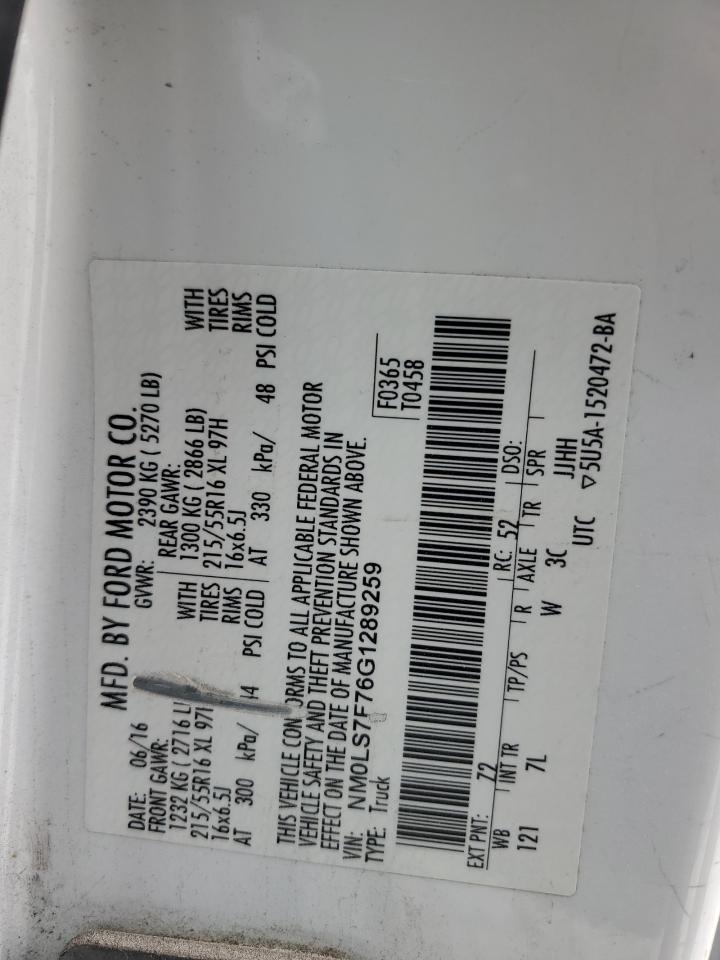 MFD. BY FORD MOTOR CO.
DATE: 06/16 GVWR: 2390 KG ( 5270 LB)
FRONT GAWR: REAR GAWR:
1232 KG ( 2716 WITH 1300 KG ( 2866 LB) WITH
215/55R16 XL TIRES 215/55R16 XL 97H TIRES
16x6.5J RIMS 16x6.5J RIMS
AT 300 kPa/ PSI COLD AT 330 kPa/ 48 PSI COLD
THIS VEHICLE TO ALL APPLICABLE FEDERAL MOTOR
VEHICLE SAFETY AND THEFT PREVENTION STANDARDS IN
EFFECT ON THE DATE OF MANUFACTURE SHOWN ABOVE.
VIN: NM0LS7F76G1289259 F0365
TYPE: Truck T0458
EXT PNT: Z2 RC: 52 DSO:
WB INT TR TP/PS R AXLE TR SPR
121 7L W 3C JJHH
UTC ▽5U5A-1520472-BA